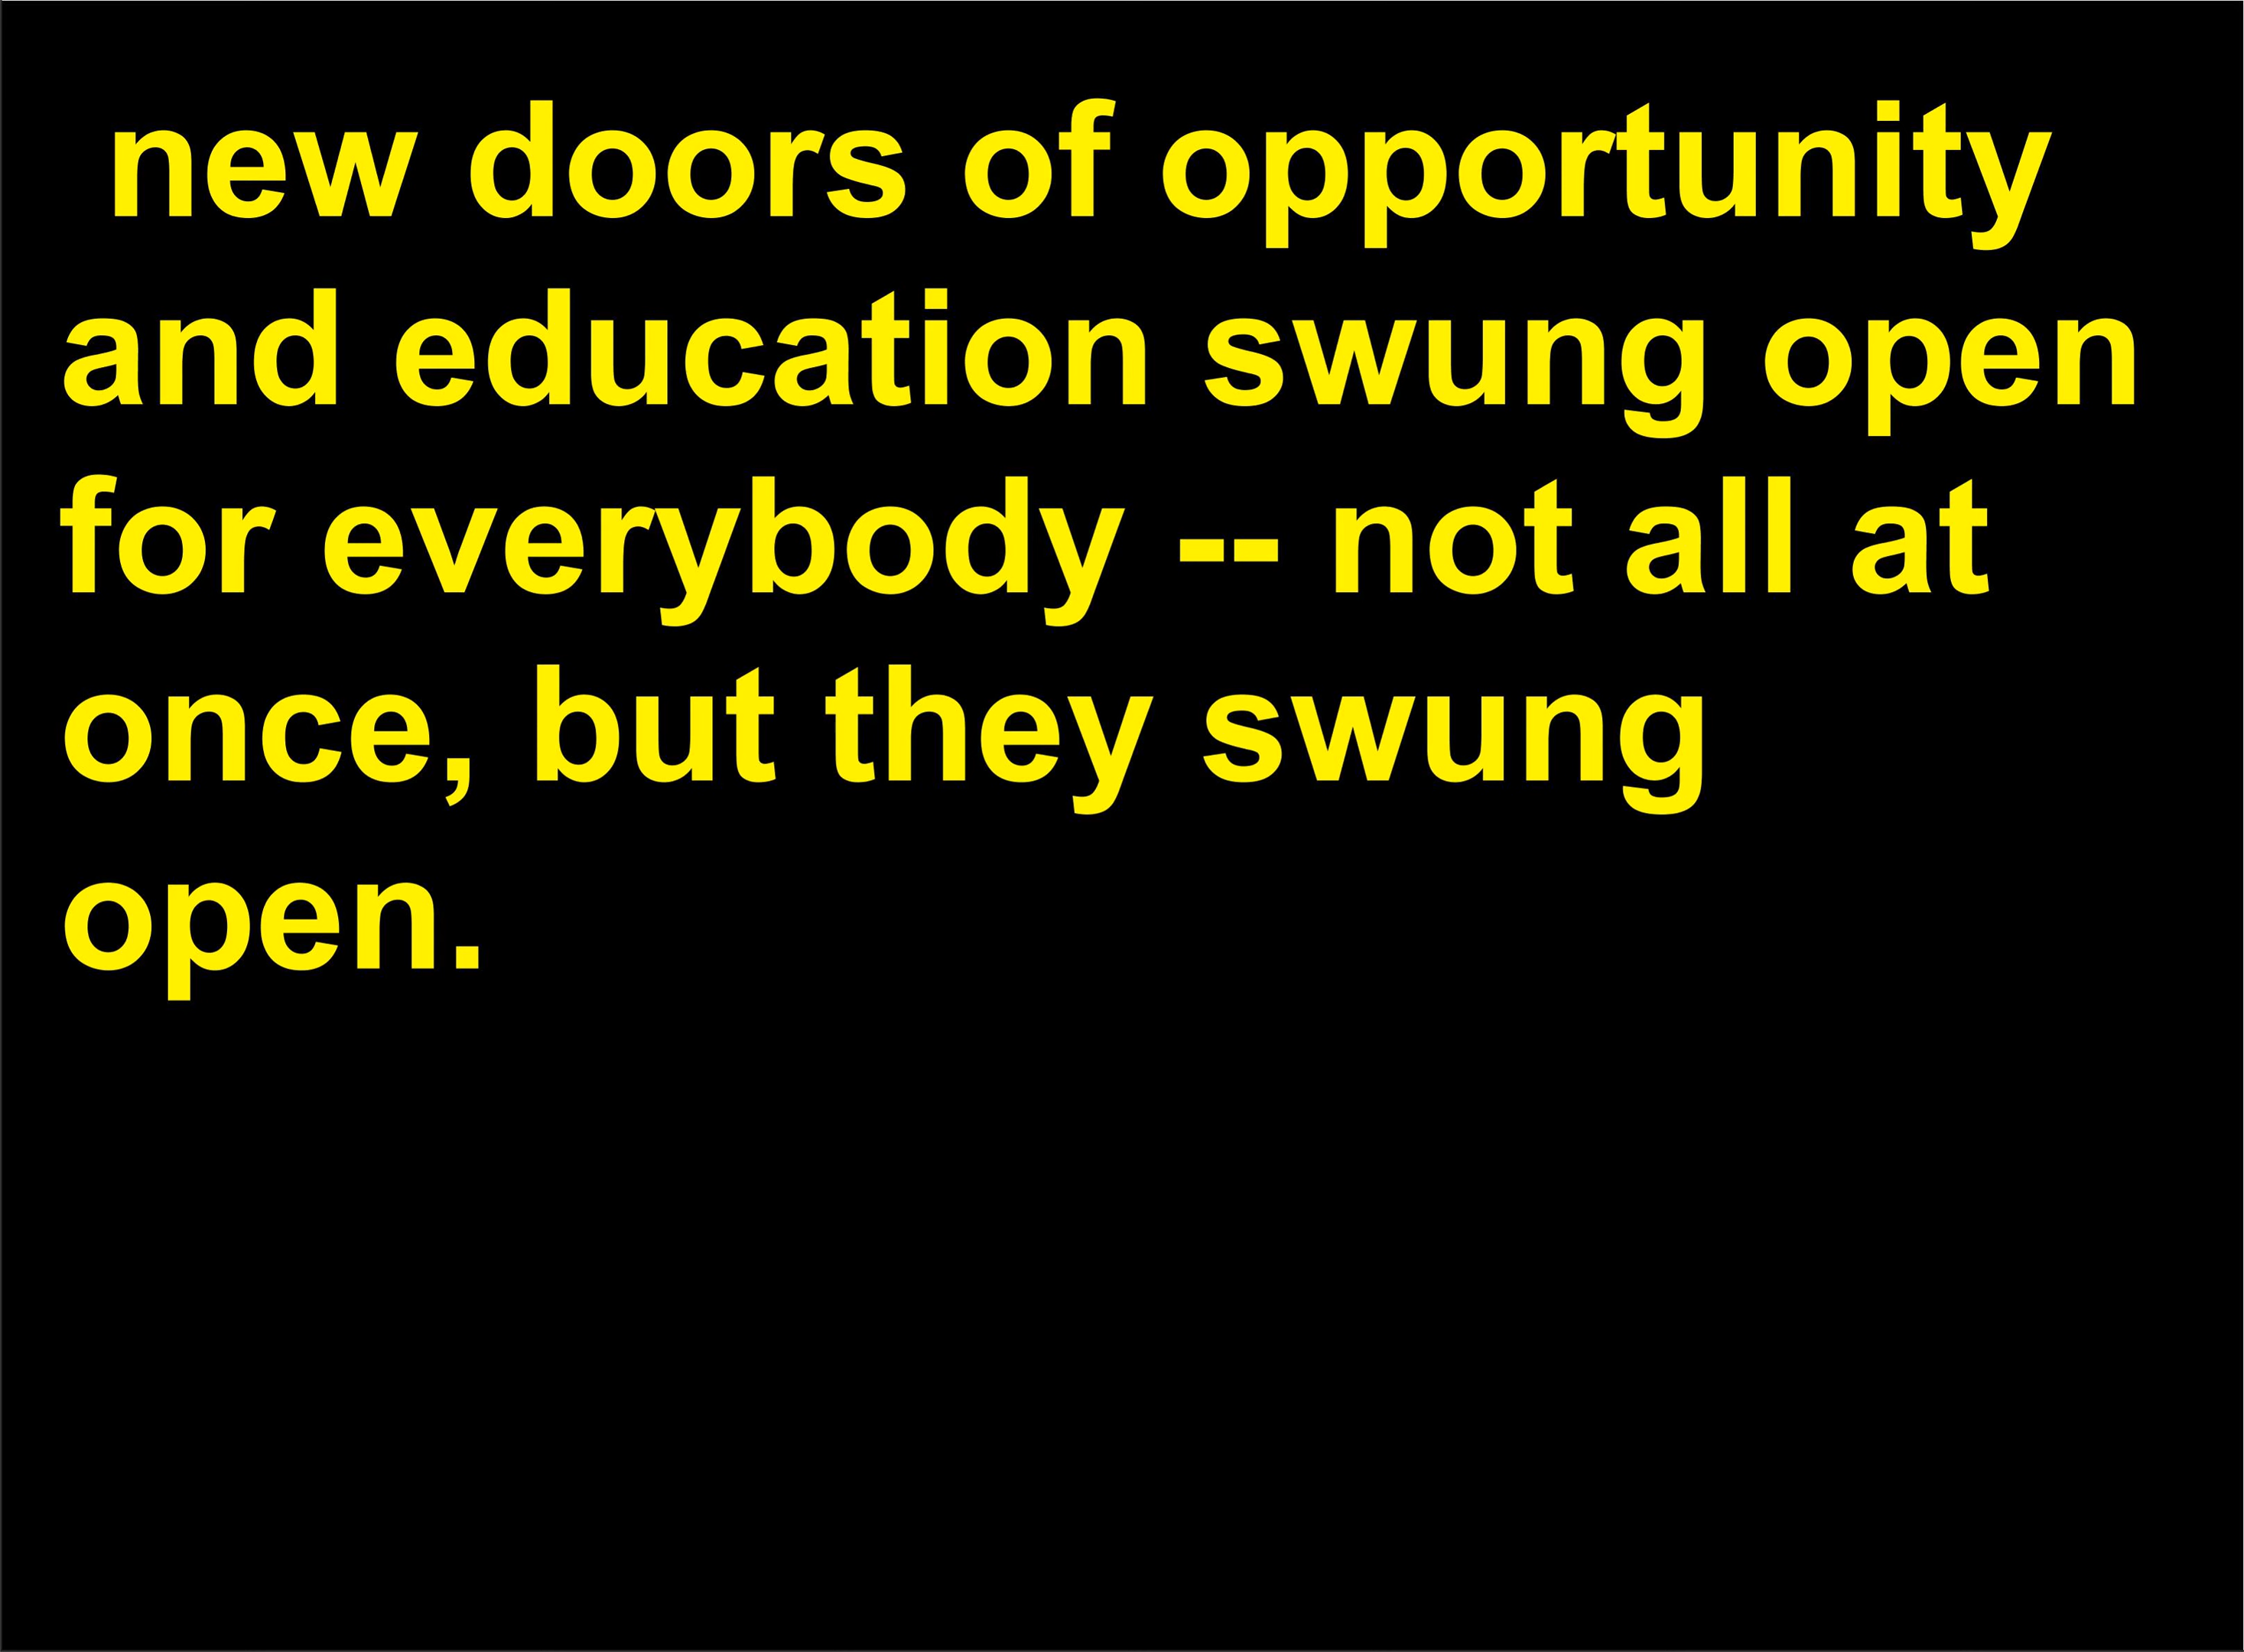 new doors of opportunity
and education swung open
for everybody -- not all at
once, but they swung
open.